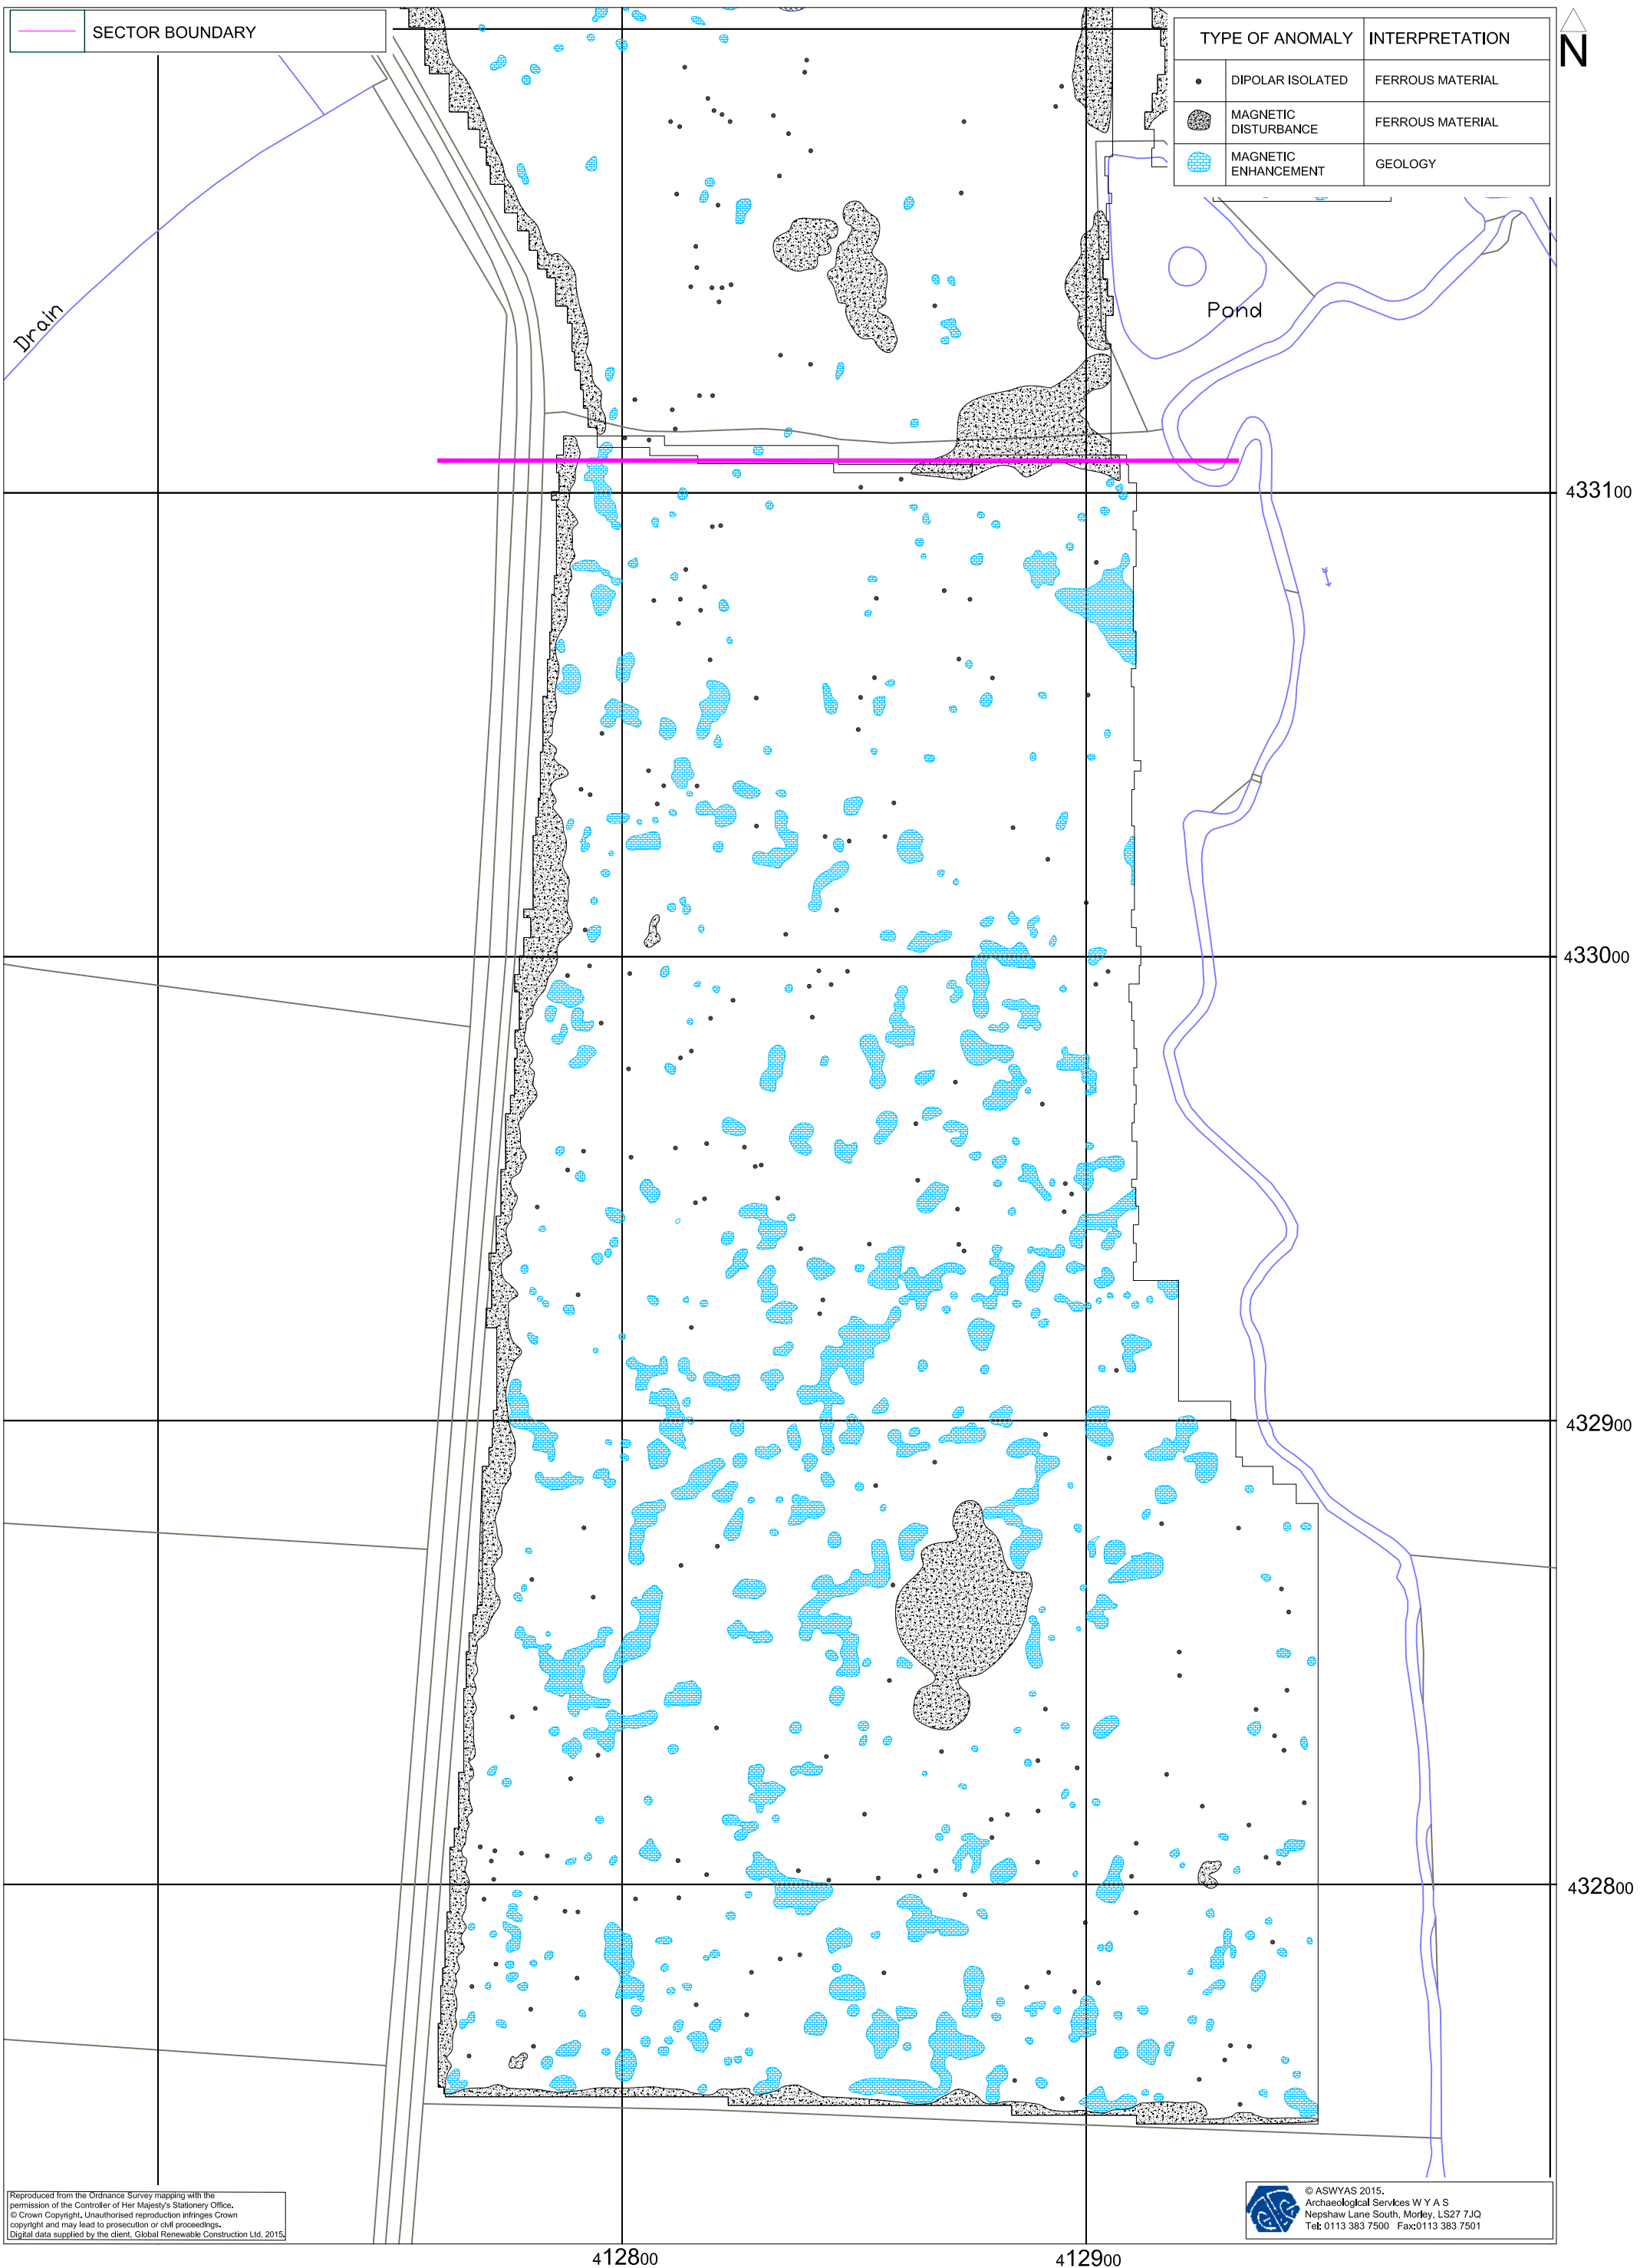 SECTOR BOUNDARY
TYPE OF ANOMALY INTERPRETATION
DIPOLAR ISOLATED FERROUS MATERIAL
MAGNETIC
DISTURBANCE
FERROUS MATERIAL
MAGNETIC
ENHANCEMENT
GEOLOGY
N
Drain
Pond
433100
433000
432900
432800
412800
412900
Reproduced from the Ordnance Survey mapping with the
permission of the Controller of Her Majesty's Stationery Office.
© Crown Copyright. Unauthorised reproduction infringes Crown
copyright and may lead to prosecution or civil proceedings.
Digital data supplied by the client, Global Renewable Construction Ltd, 2015.
© ASWYAS 2015.
Archaeological Services W Y A S
Nepshaw Lane South, Morley, LS27 7JQ
Tel: 0113 383 7500 Fax:0113 383 7501